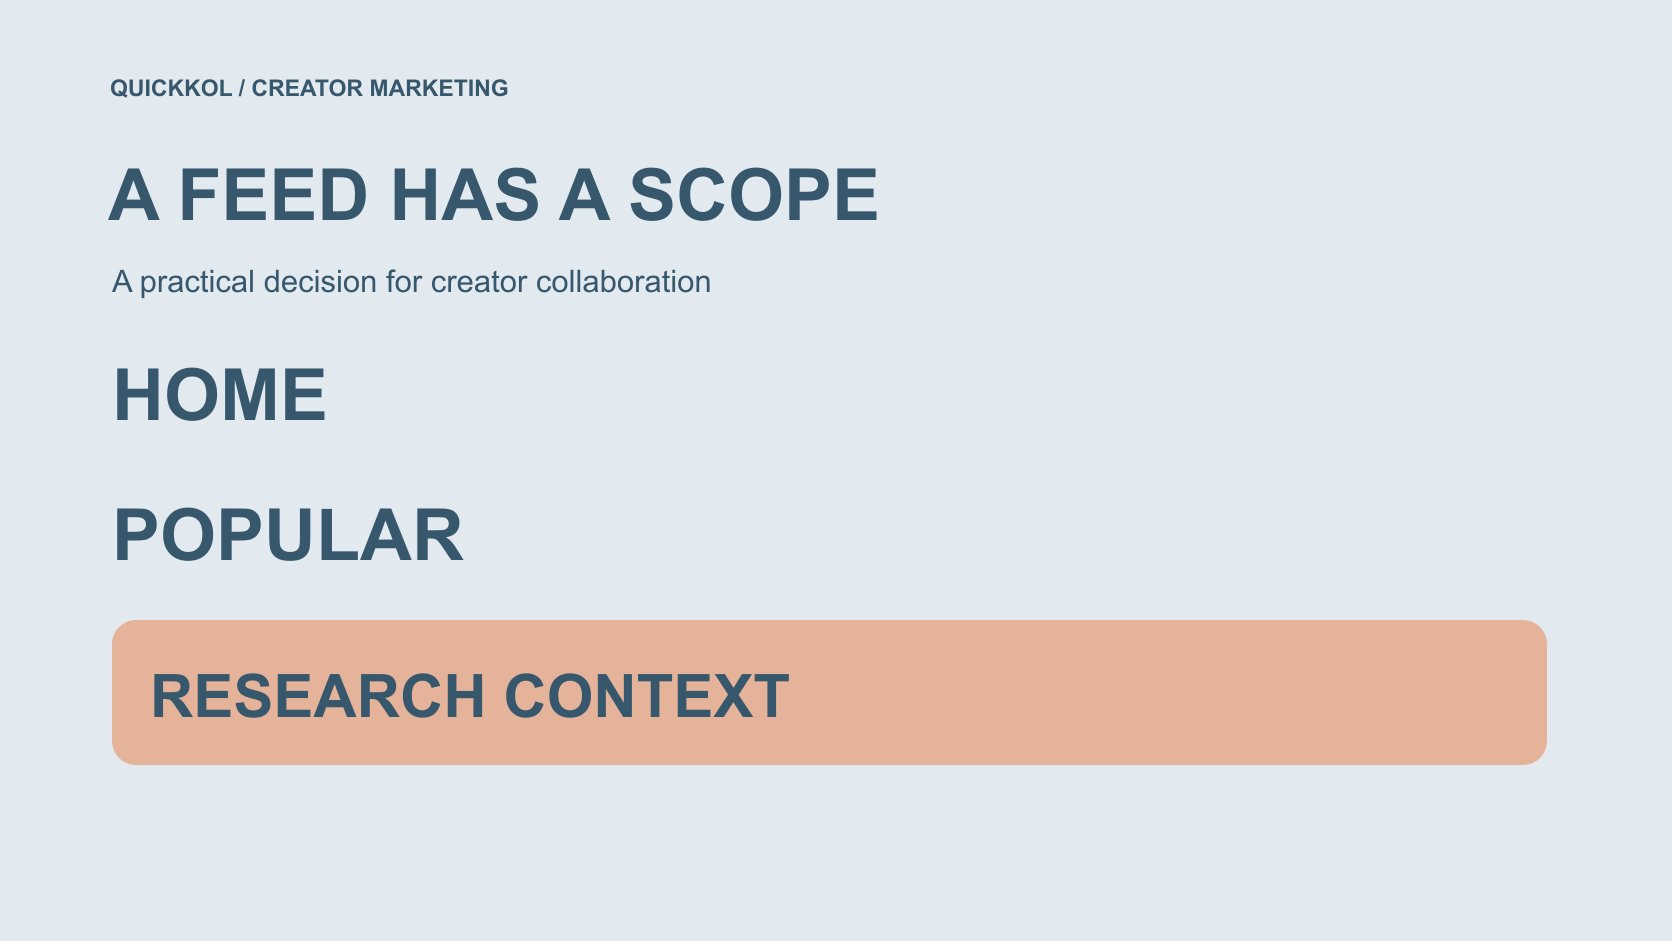 QUICKKOL / CREATOR MARKETING
A FEED HAS A SCOPE
A practical decision for creator collaboration
HOME
POPULAR
RESEARCH CONTEXT